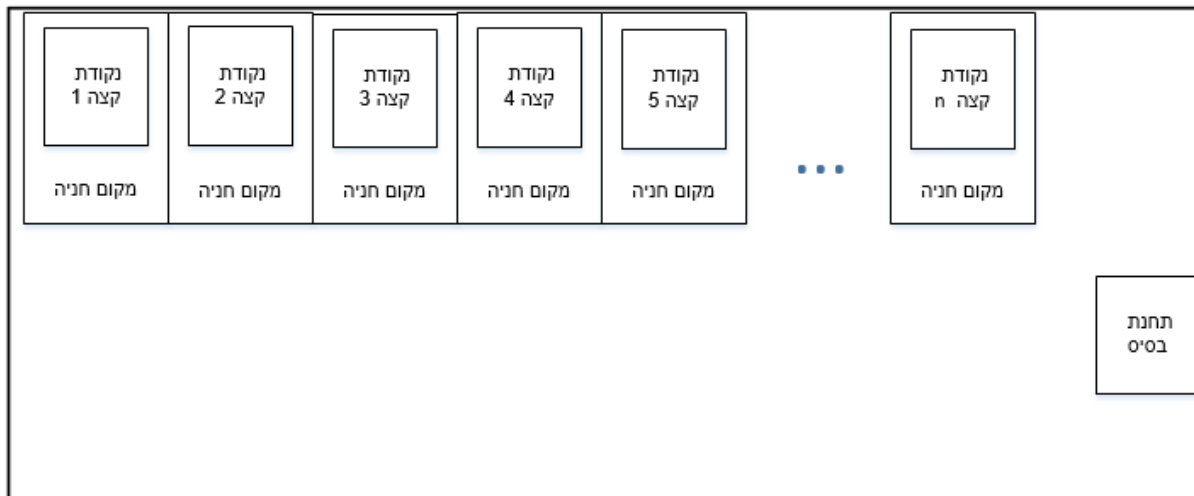 נקודת
קצה 1
מקום חניה
נקודת
קצה 2
מקום חניה
נקודת
קצה 3
מקום חניה
נקודת
קצה 4
מקום חניה
נקודת
קצה 5
מקום חניה
...
נקודת
קצה n
מקום חניה
תחנת
בסיס